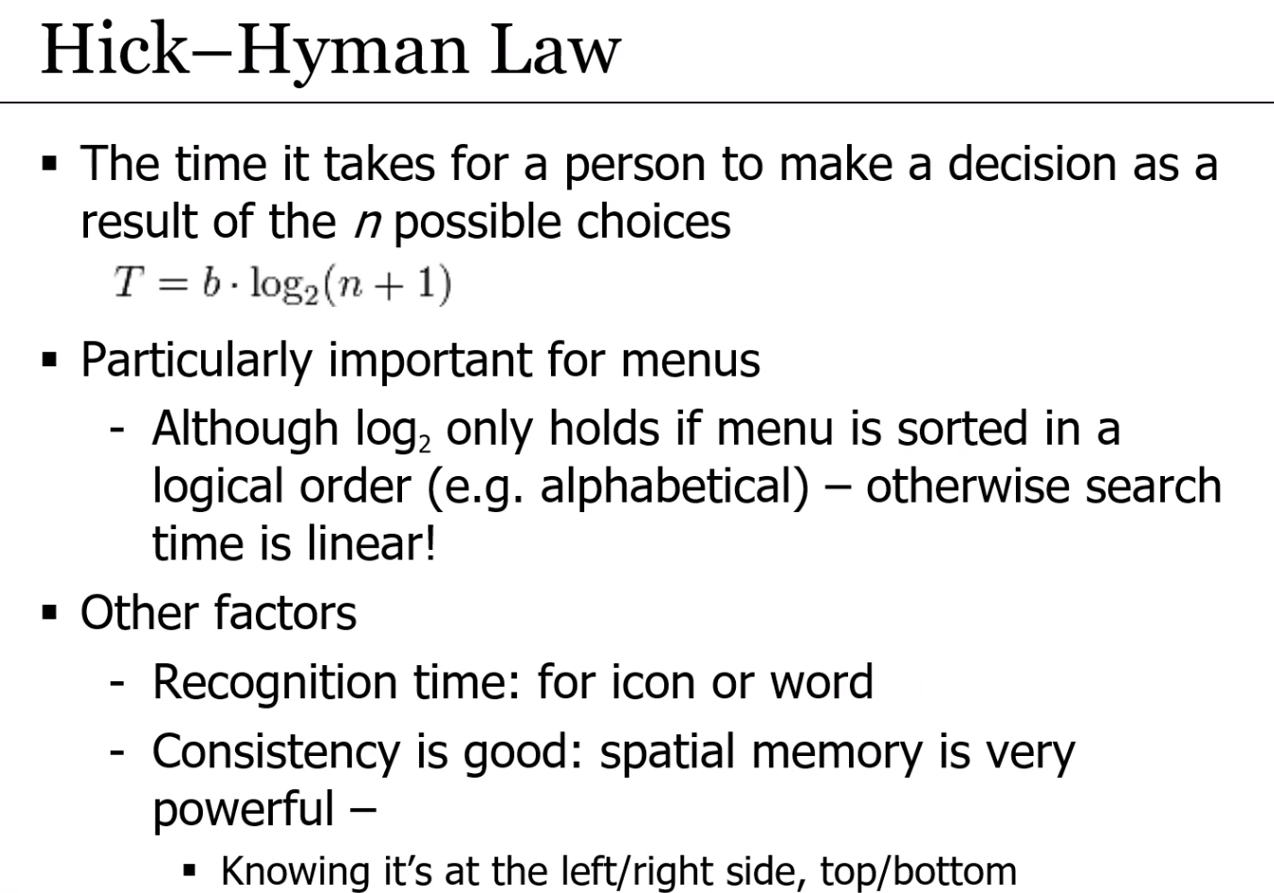 Hick–Hyman Law
▪ The time it takes for a person to make a decision as a
result of the n possible choices
T = b · log₂(n + 1)
▪ Particularly important for menus
- Although log₂ only holds if menu is sorted in a
logical order (e.g. alphabetical) – otherwise search
time is linear!
▪ Other factors
- Recognition time: for icon or word
- Consistency is good: spatial memory is very
powerful –
▪ Knowing it’s at the left/right side, top/bottom